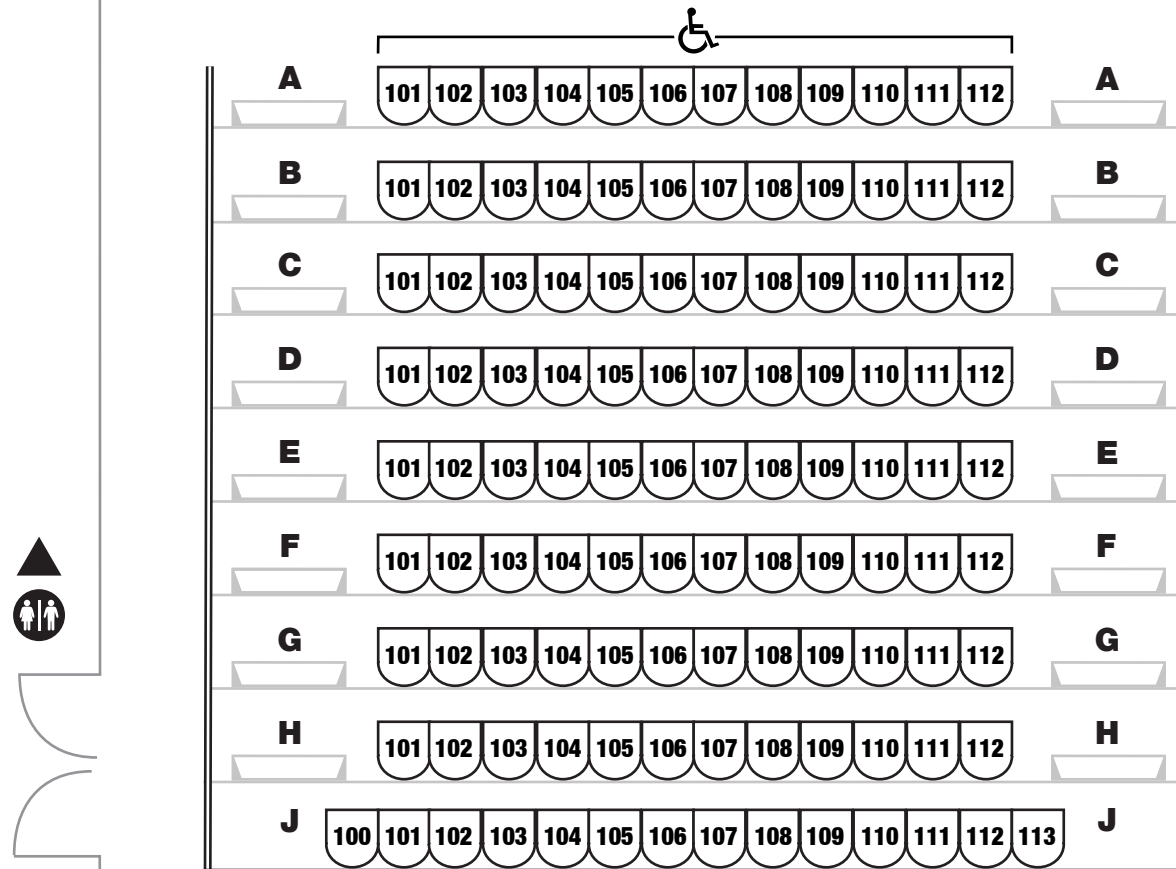 A 101 102 103 104 105 106 107 108 109 110 111 112 A
B 101 102 103 104 105 106 107 108 109 110 111 112 B
C 101 102 103 104 105 106 107 108 109 110 111 112 C
D 101 102 103 104 105 106 107 108 109 110 111 112 D
E 101 102 103 104 105 106 107 108 109 110 111 112 E
F 101 102 103 104 105 106 107 108 109 110 111 112 F
G 101 102 103 104 105 106 107 108 109 110 111 112 G
H 101 102 103 104 105 106 107 108 109 110 111 112 H
J 100 101 102 103 104 105 106 107 108 109 110 111 112 113 J